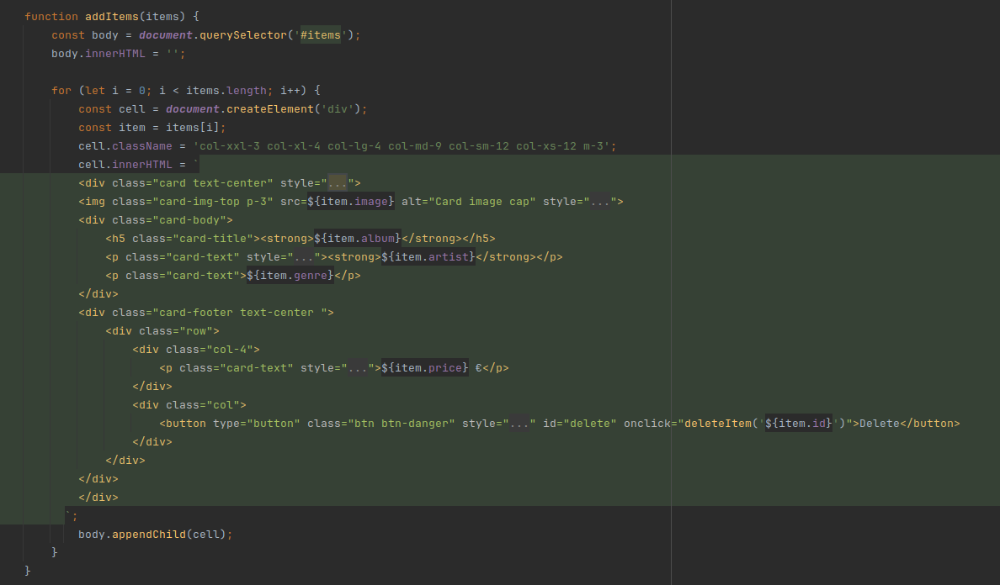 function addItems(items) {
const body = document.querySelector('#items');
body.innerHTML = '';
for (let i = 0; i < items.length; i++) {
const cell = document.createElement('div');
const item = items[i];
cell.className = 'col-xxl-3 col-xl-4 col-lg-4 col-md-9 col-sm-12 col-xs-12 m-3';
cell.innerHTML = `
<div class="card text-center" style="...">
<img class="card-img-top p-3" src=${item.image} alt="Card image cap" style="...">
<div class="card-body">
<h5 class="card-title"><strong>${item.album}</strong></h5>
<p class="card-text" style="..."><strong>${item.artist}</strong></p>
<p class="card-text">${item.genre}</p>
</div>
<div class="card-footer text-center ">
<div class="row">
<div class="col-4">
<p class="card-text" style="...">${item.price} €</p>
</div>
<div class="col">
<button type="button" class="btn btn-danger" style="..." id="delete" onclick="deleteItem('${item.id}')">Delete</button>
</div>
</div>
</div>
</div>
`;
body.appendChild(cell);
}
}